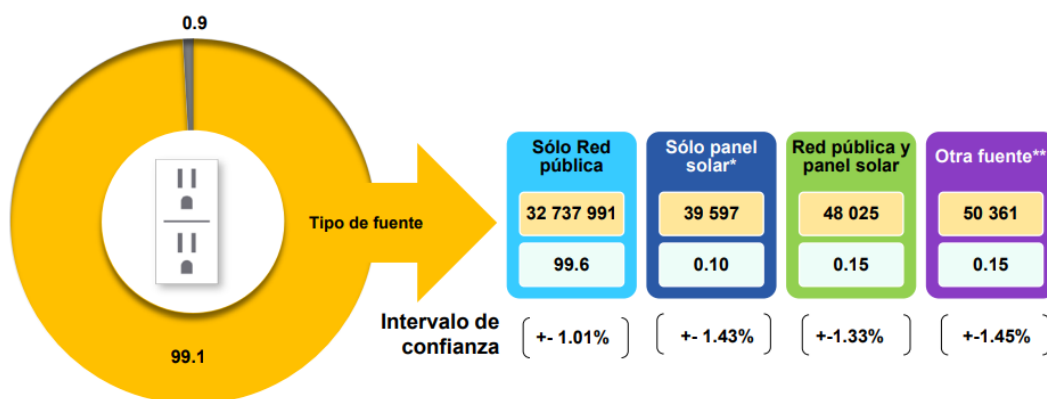 0.9
99.1
Tipo de fuente
Sólo Red
pública
32 737 991
99.6
Sólo panel
solar*
39 597
0.10
Red pública y
panel solar
48 025
0.15
Otra fuente**
50 361
0.15
Intervalo de
confianza
+- 1.01%
+- 1.43%
+-1.33%
+-1.45%